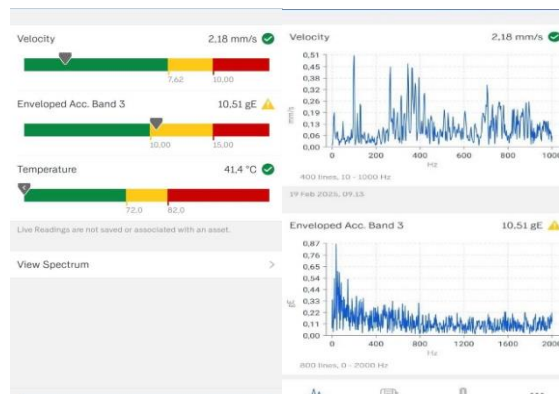 Velocity 2,18 mm/s
7,62 10,00
Enveloped Acc. Band 3 10,51 gE
10,00 15,00
Temperature 41,4 °C
72,0 82,0
Live Readings are not saved or associated with an asset.
View Spectrum
Velocity 2,18 mm/s
0,51
0,45
0,38
0,32
0,26
0,19
0,13
0,06
0,00
mm/s
0 200 400 600 800 1000
Hz
400 lines, 10 - 1000 Hz
19 Feb 2025, 09.15
Enveloped Acc. Band 3 10,51 gE
0,87
0,76
0,65
0,54
0,44
0,33
0,22
0,11
0,00
gE
0 400 800 1200 1600 2000
Hz
800 lines, 0 - 2000 Hz